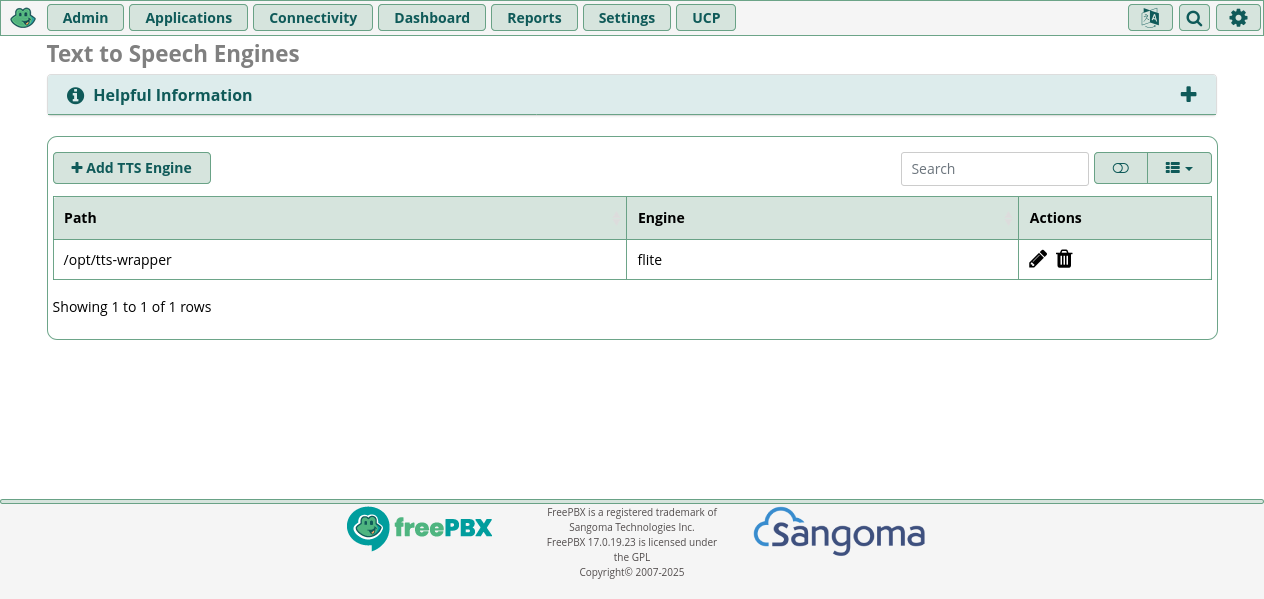 Admin Applications Connectivity Dashboard Reports Settings UCP
Text to Speech Engines
Helpful Information
Add TTS Engine Search
Path Engine Actions
/opt/tts-wrapper flite
Showing 1 to 1 of 1 rows
freePBX
FreePBX is a registered trademark of
Sangoma Technologies Inc.
FreePBX 17.0.19.23 is licensed under
the GPL
Copyright© 2007-2025
Sangoma